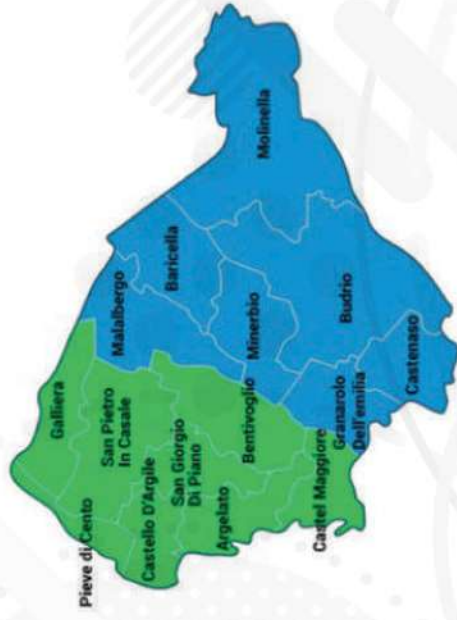 Pieve di Cento
Galliera
San Pietro
In Casale
Castello D'Argile
San Giorgio
Di Piano
Argelato
Bentivoglio
Castel Maggiore
Malalbergo
Baricella
Minerbio
Molinella
Budrio
Granarolo
Dell'emilia
Castenaso